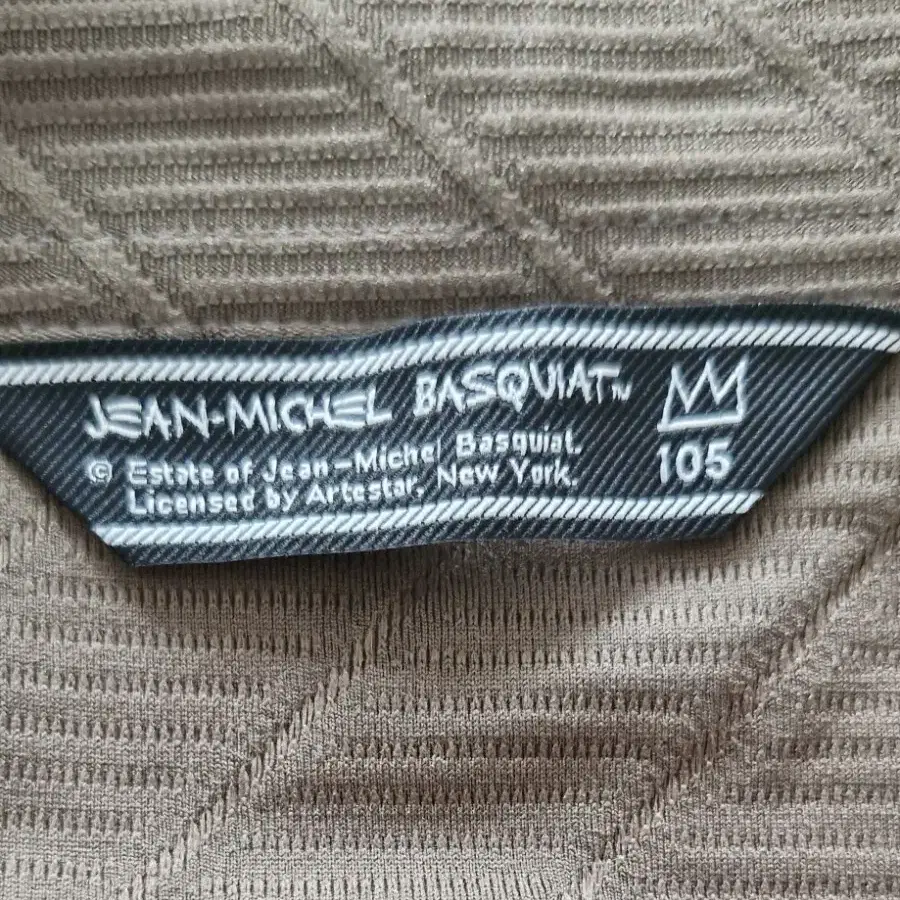 JEAN-MICHEL BASQUIAT™
© Estate of Jean-Michel Basquiat.
Licensed by Artestar, New York.
105